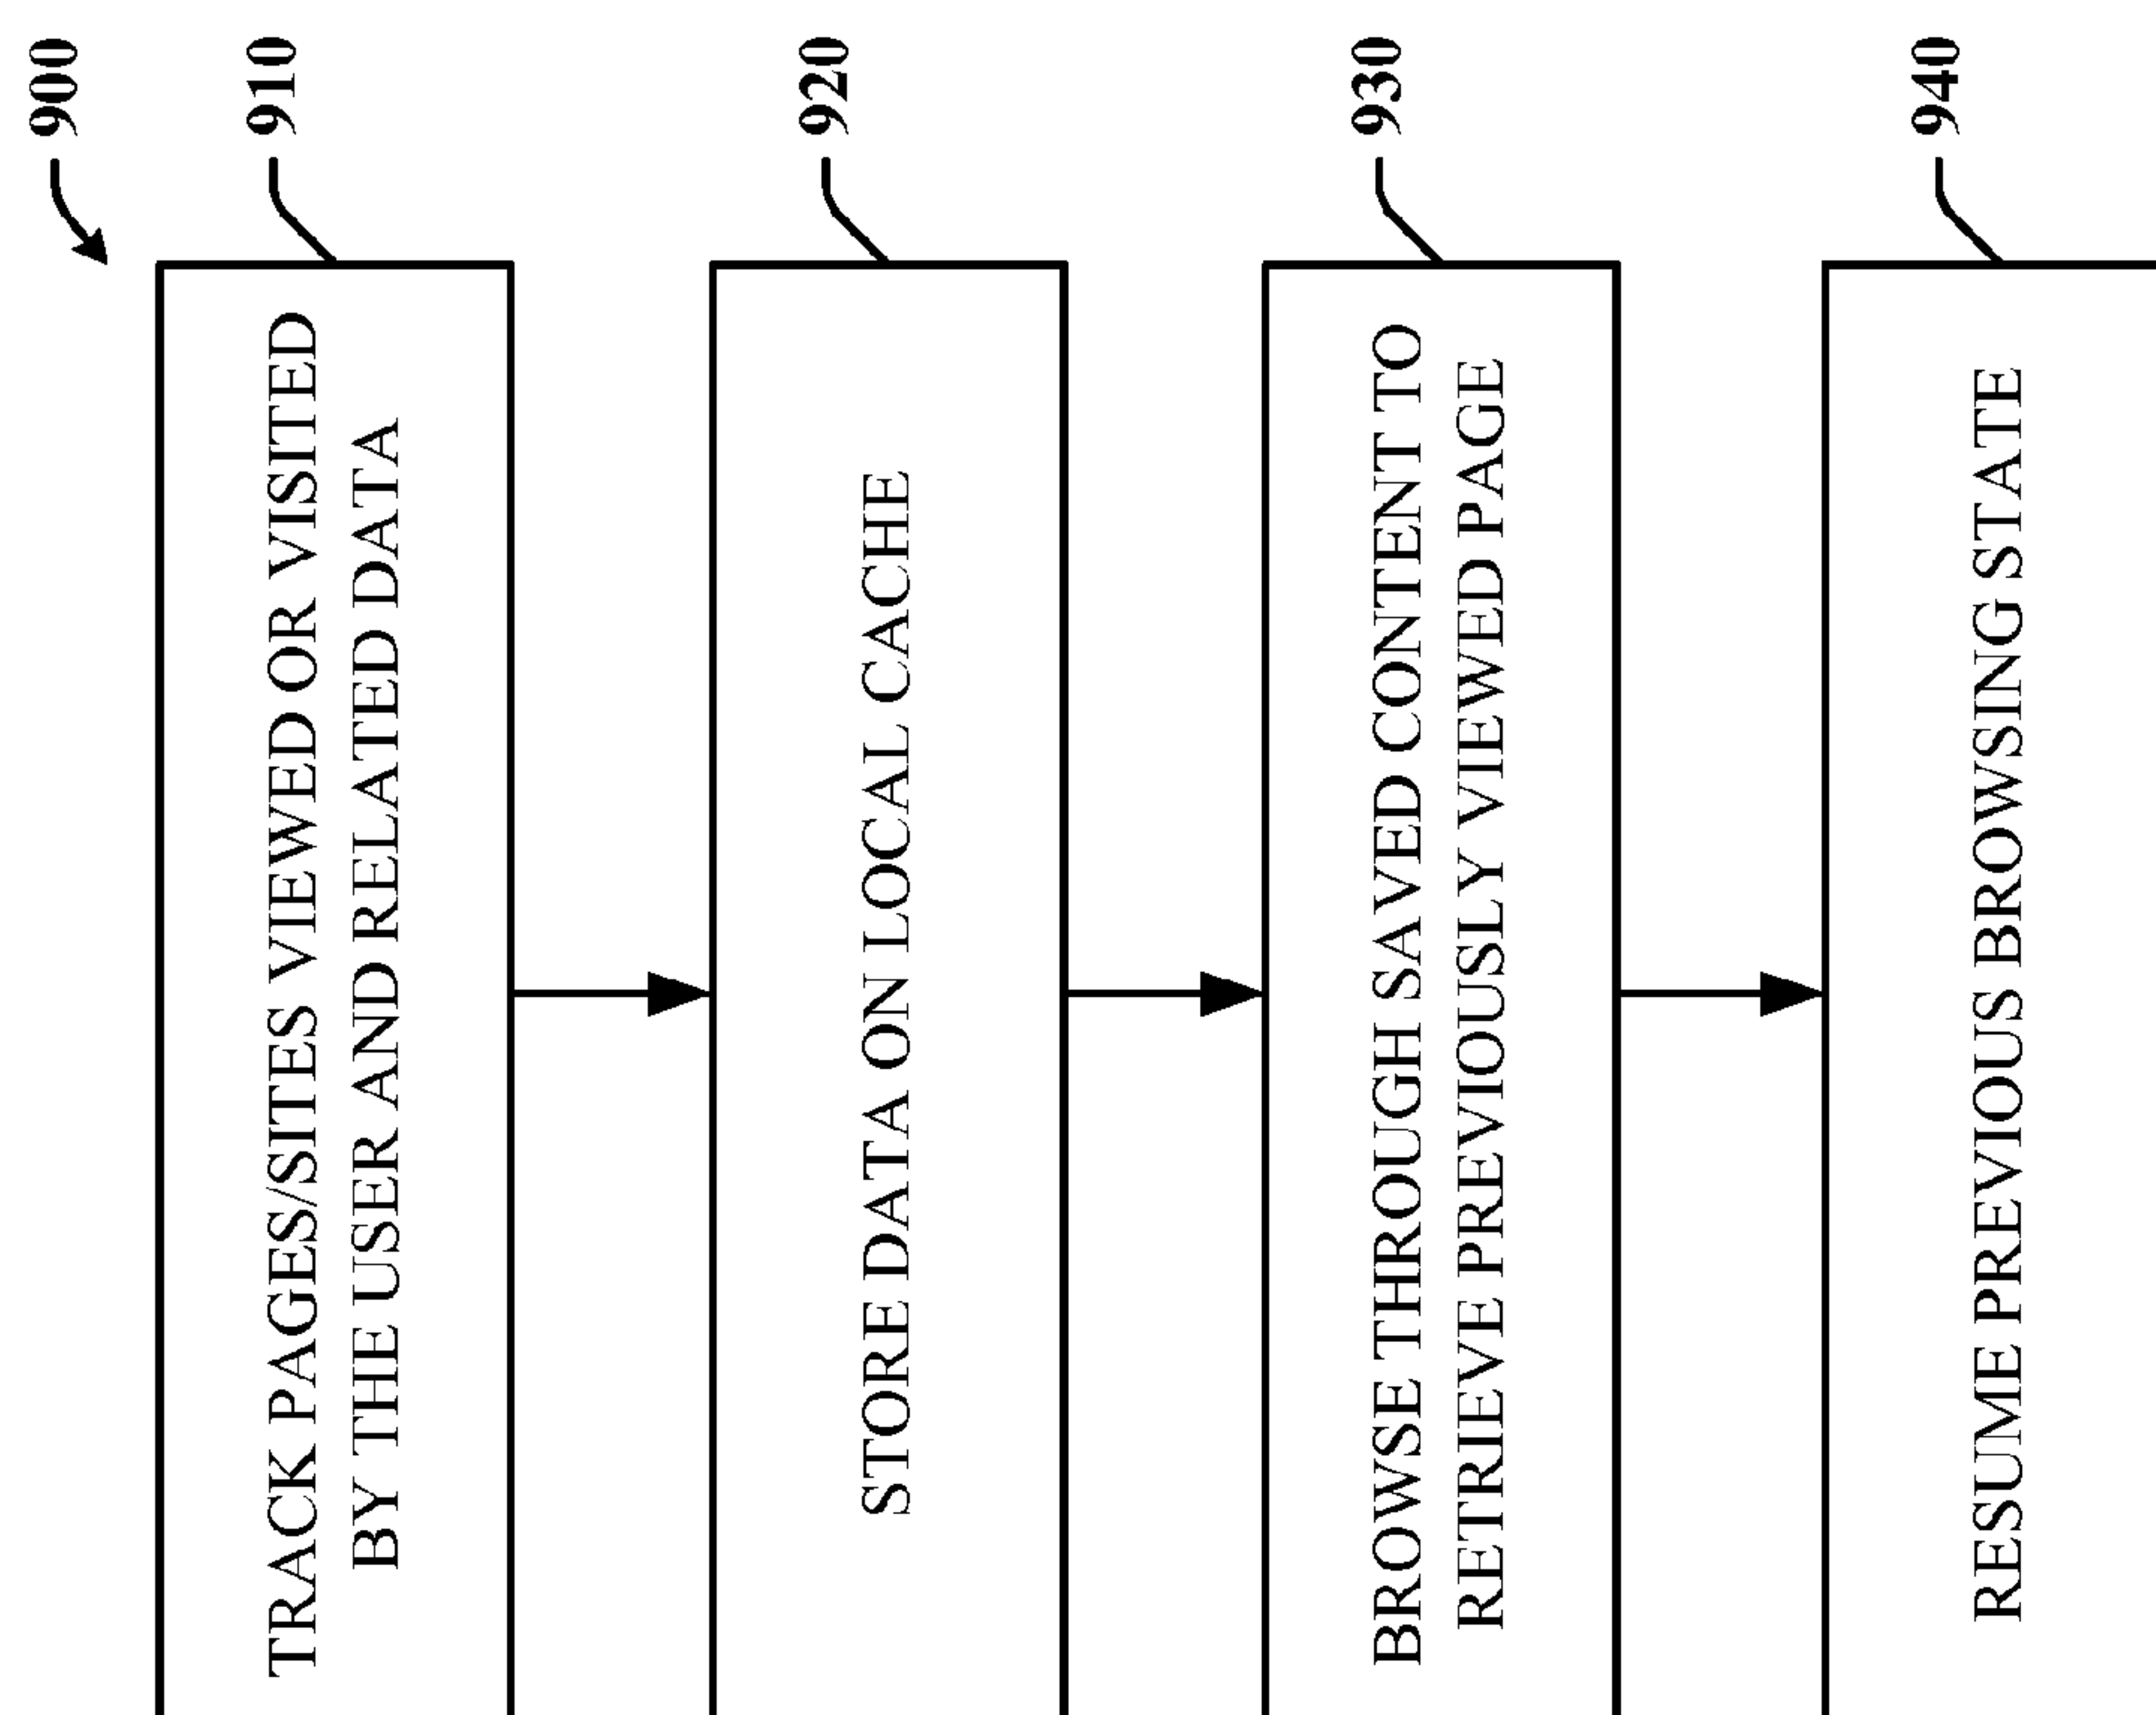 900
910
TRACK PAGES/SITES VIEWED OR VISITED
BY THE USER AND RELATED DATA
920
STORE DATA ON LOCAL CACHE
930
BROWSE THROUGH SAVED CONTENT TO
RETRIEVE PREVIOUSLY VIEWED PAGE
940
RESUME PREVIOUS BROWSING STATE